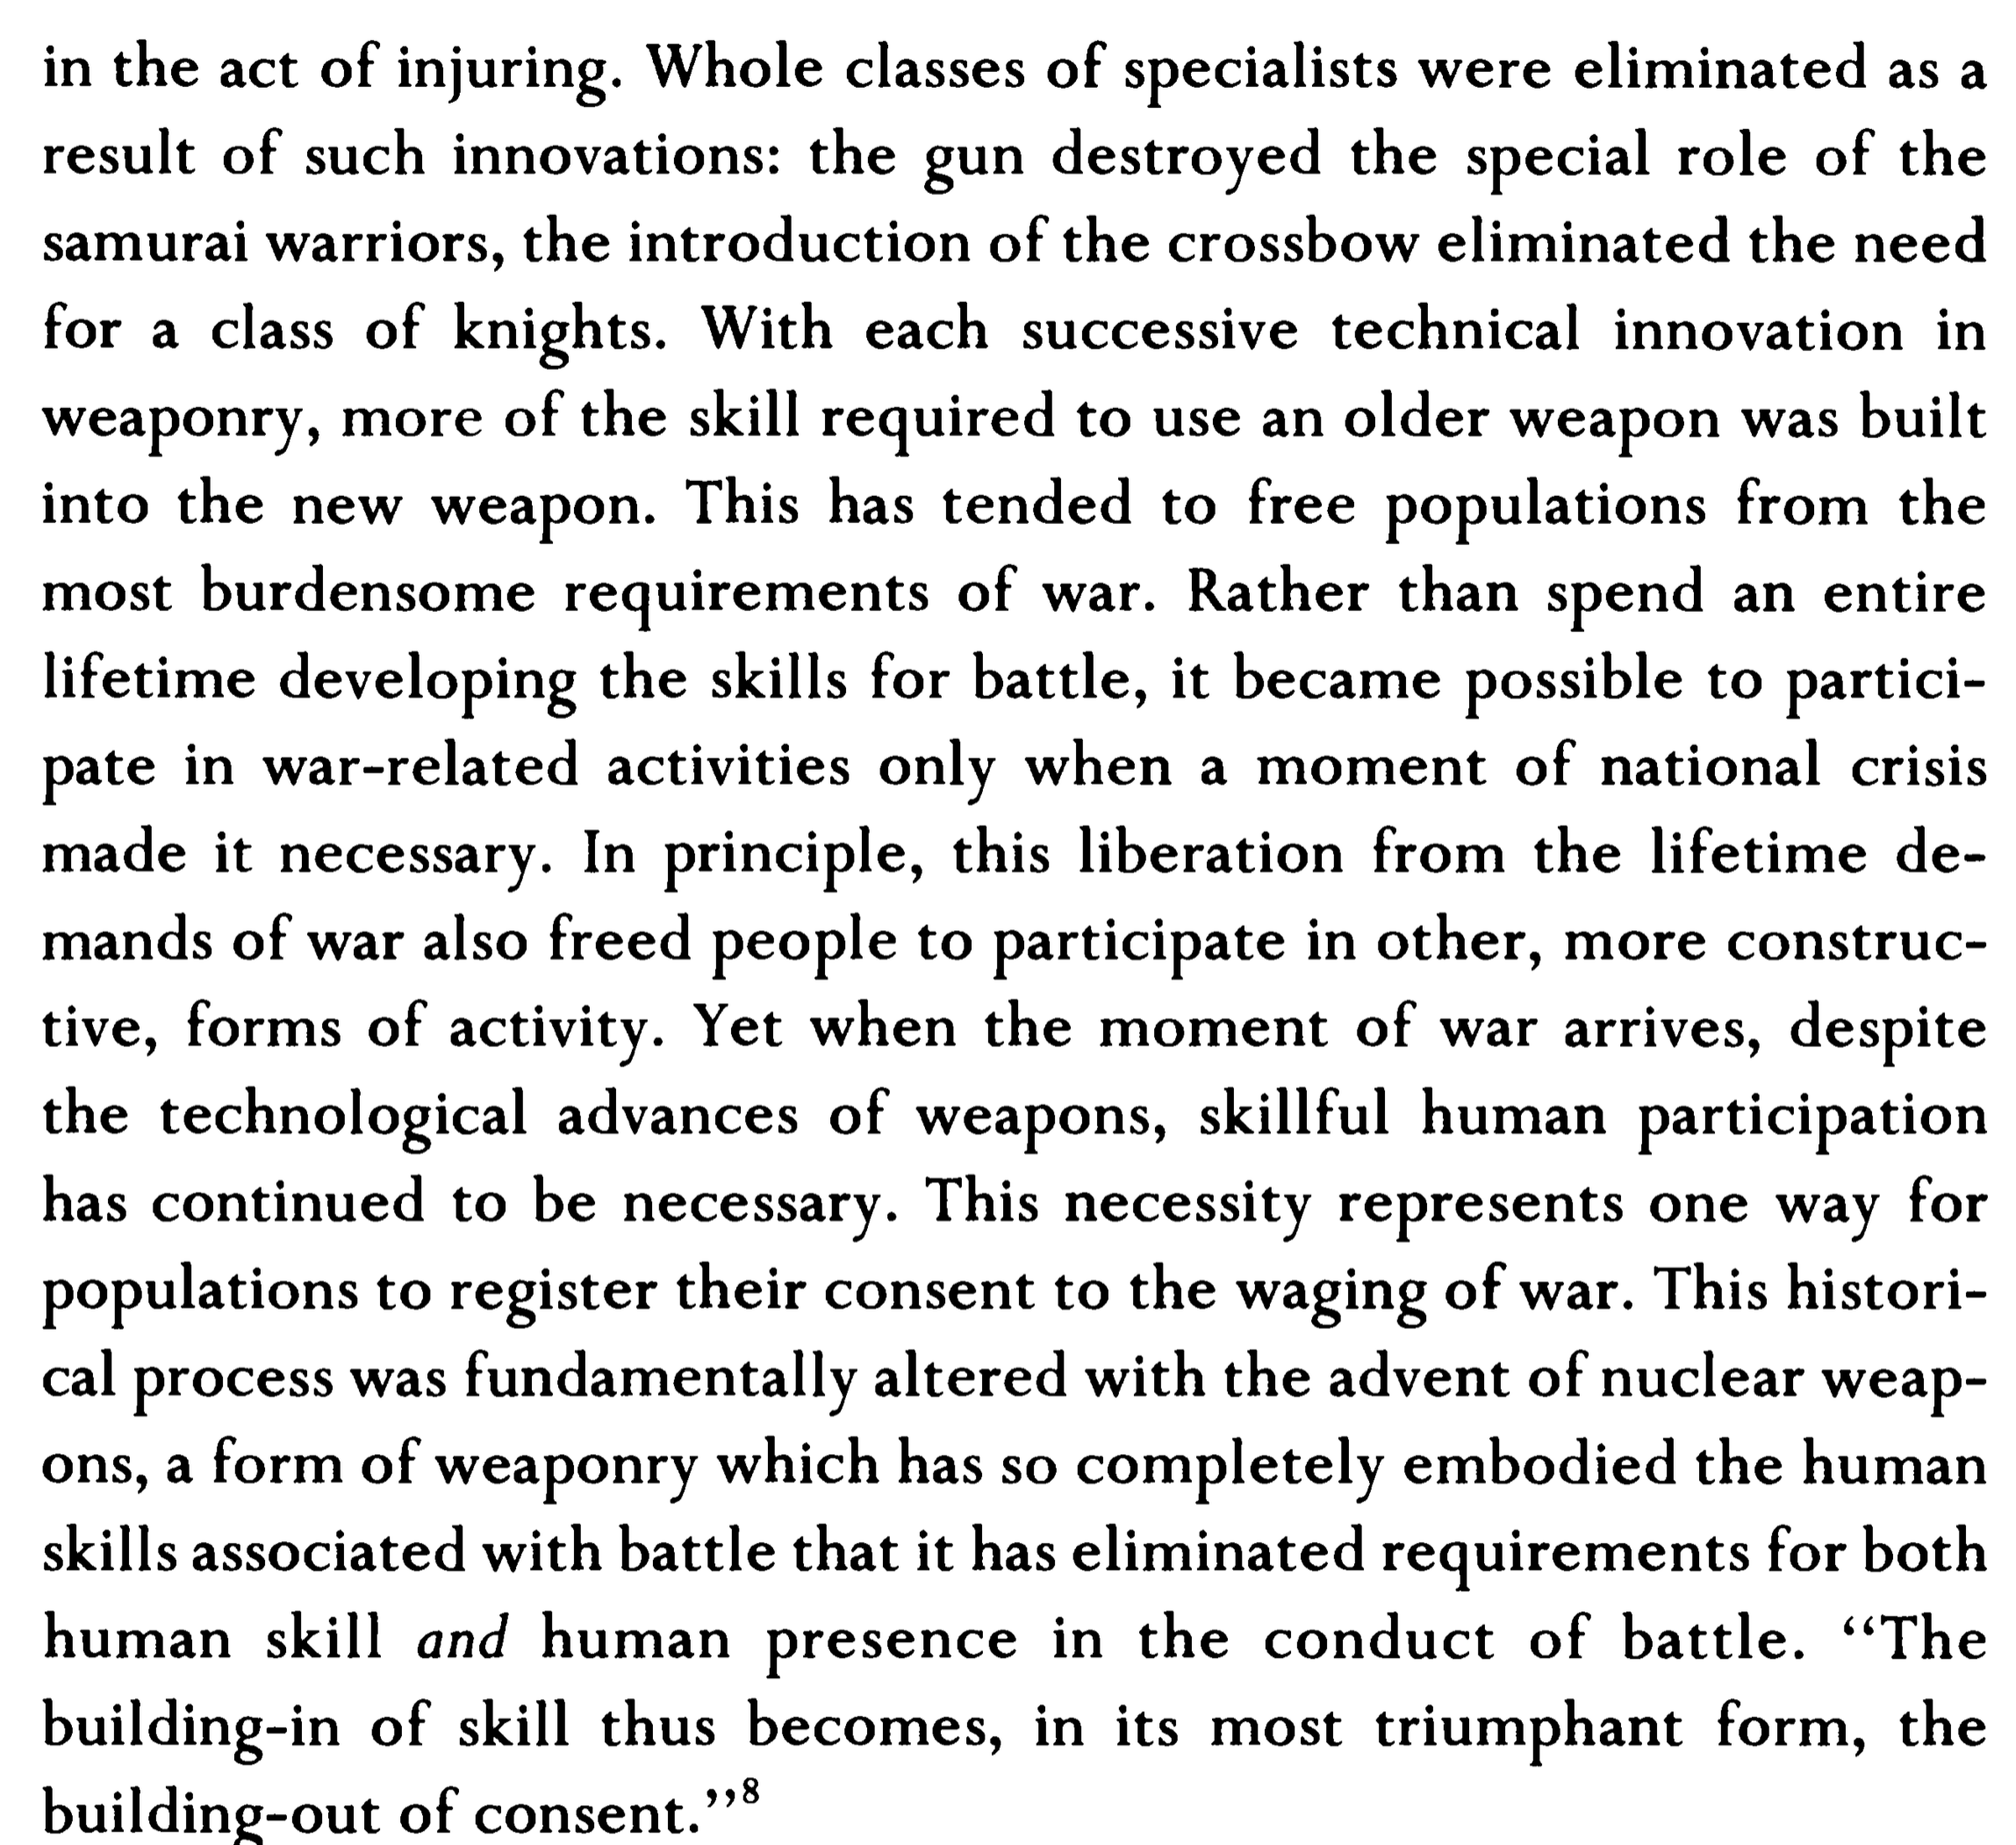 in the act of injuring. Whole classes of specialists were eliminated as a
result of such innovations: the gun destroyed the special role of the
samurai warriors, the introduction of the crossbow eliminated the need
for a class of knights. With each successive technical innovation in
weaponry, more of the skill required to use an older weapon was built
into the new weapon. This has tended to free populations from the
most burdensome requirements of war. Rather than spend an entire
lifetime developing the skills for battle, it became possible to partici-
pate in war-related activities only when a moment of national crisis
made it necessary. In principle, this liberation from the lifetime de-
mands of war also freed people to participate in other, more construc-
tive, forms of activity. Yet when the moment of war arrives, despite
the technological advances of weapons, skillful human participation
has continued to be necessary. This necessity represents one way for
populations to register their consent to the waging of war. This histori-
cal process was fundamentally altered with the advent of nuclear weap-
ons, a form of weaponry which has so completely embodied the human
skills associated with battle that it has eliminated requirements for both
human skill and human presence in the conduct of battle. “The
building-in of skill thus becomes, in its most triumphant form, the
building-out of consent.”⁸